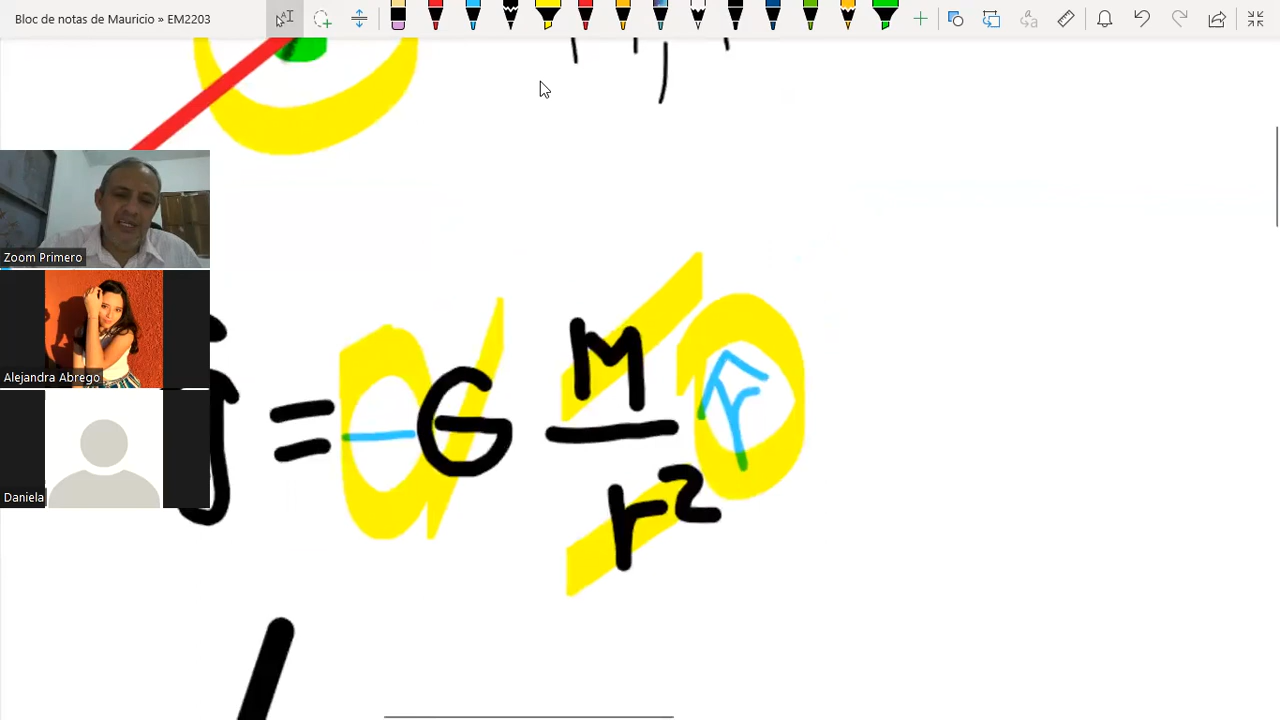 Bloc de notas de Mauricio » EM2203
Zoom Primero
Alejandra Abrego
Daniela
g = -G M/r² r̂